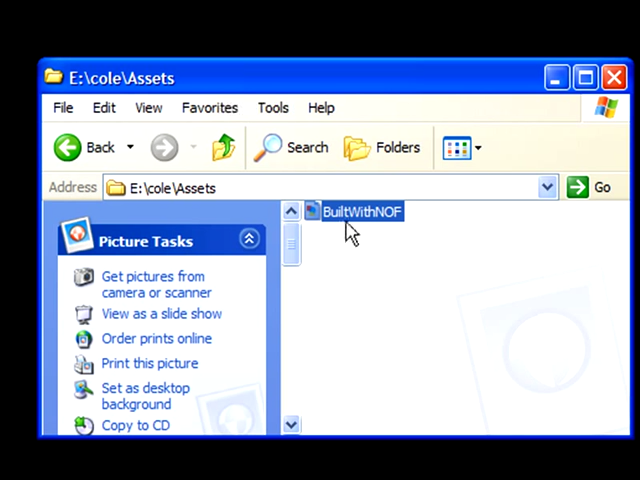 E:\cole\Assets
File Edit View Favorites Tools Help
Back Search Folders
Address E:\cole\Assets Go
BuiltWithNOF
Picture Tasks
Get pictures from
camera or scanner
View as a slide show
Order prints online
Print this picture
Set as desktop
background
Copy to CD